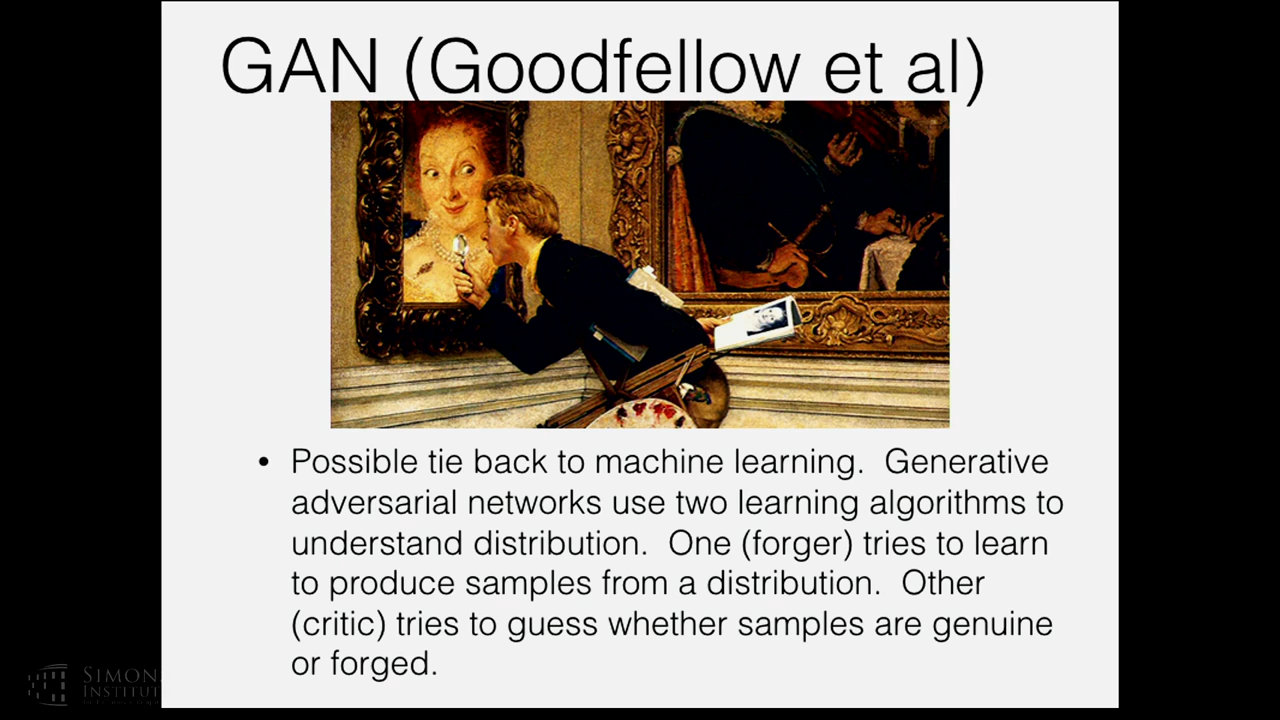 GAN (Goodfellow et al)
• Possible tie back to machine learning. Generative
adversarial networks use two learning algorithms to
understand distribution. One (forger) tries to learn
to produce samples from a distribution. Other
(critic) tries to guess whether samples are genuine
or forged.
SIMONS
INSTITUTE